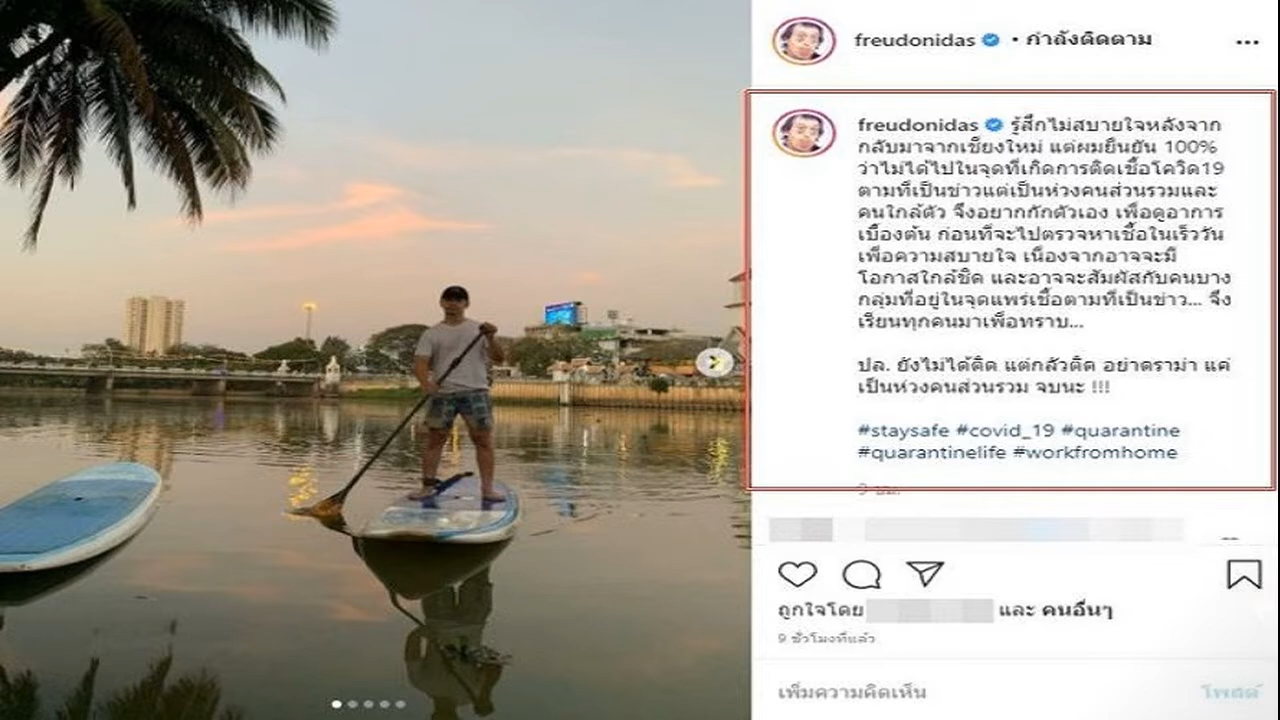 freudonidas • กำลังติดตาม
freudonidas รู้สึกไม่สบายใจหลังจาก
กลับมาจากเชียงใหม่ แต่ผมยืนยัน 100%
ว่าไม่ได้ไปในจุดที่เกิดการติดเชื้อโควิด19
ตามที่เป็นข่าวแต่เป็นห่วงคนส่วนรวมและ
คนใกล้ตัว จึงอยากกักตัวเอง เพื่อดูอาการ
เบื้องต้น ก่อนที่จะไปตรวจหาเชื้อในเร็ววัน
เพื่อความสบายใจ เนื่องจากอาจจะมี
โอกาสใกล้ชิด และอาจจะสัมผัสกับคนบาง
กลุ่มที่อยู่ในจุดแพร่เชื้อตามที่เป็นข่าว... จึง
เรียนทุกคนมาเพื่อทราบ...
ปล. ยังไม่ได้ติด แต่กลัวติด อย่าดราม่า แค่
เป็นห่วงคนส่วนรวม จบนะ !!!
#staysafe #covid_19 #quarantine
#quarantinelife #workfromhome
ถูกใจโดย และ คนอื่นๆ
9 ชั่วโมงที่แล้ว
เพิ่มความคิดเห็น
โพสต์